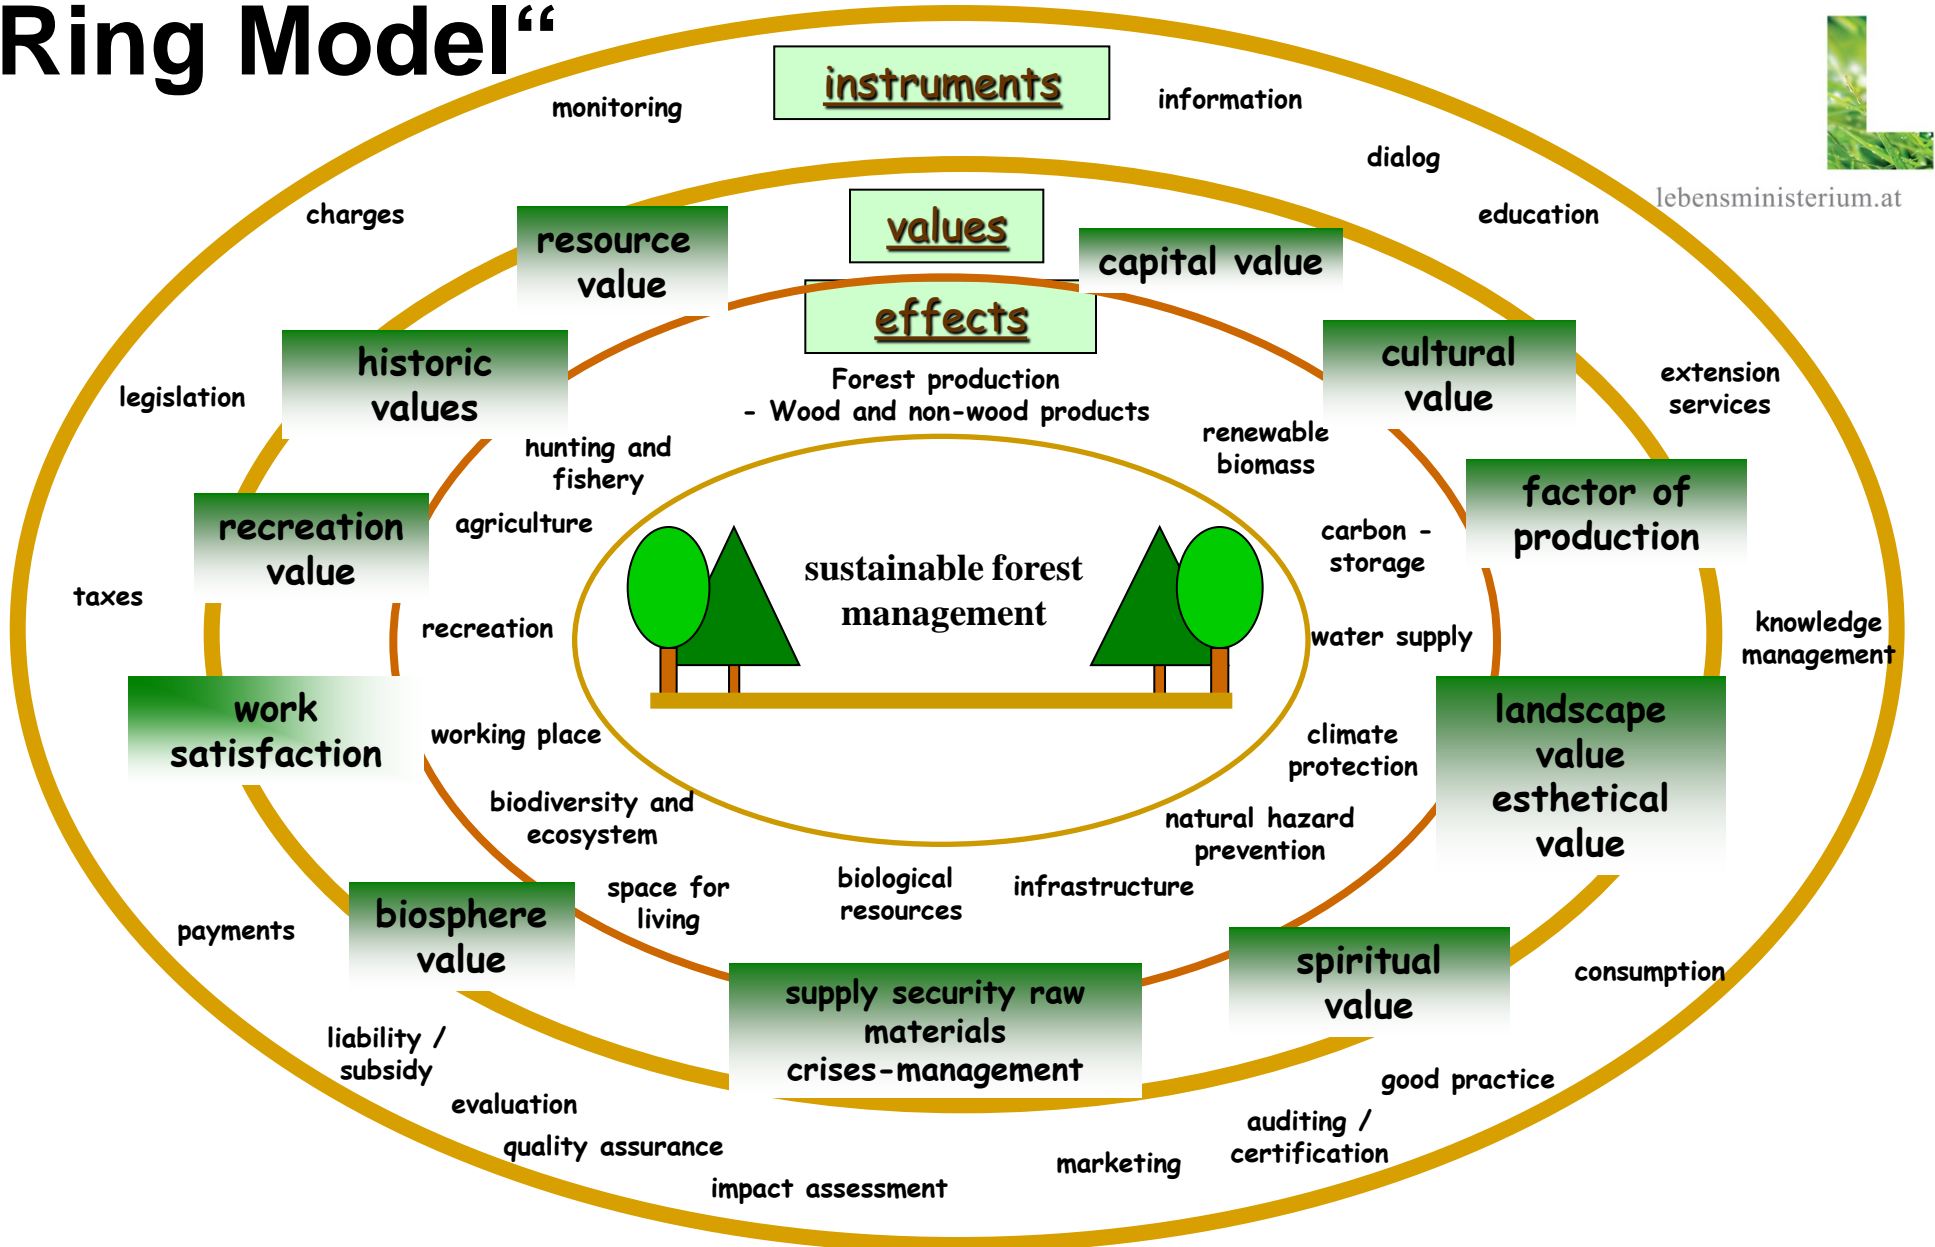 Ring Model“
instruments
monitoring
information
dialog
lebensministerium.at
charges
education
values
resource
value
capital value
effects
historic
values
cultural
value
legislation
extension
services
Forest production
- Wood and non-wood products
hunting and
fishery
renewable
biomass
recreation
value
agriculture
factor of
production
carbon -
storage
sustainable forest
management
taxes
recreation
water supply
knowledge
management
work
satisfaction
working place
climate
protection
landscape
value
esthetical
value
biodiversity and
ecosystem
natural hazard
prevention
space for
living
biological
resources
infrastructure
payments
biosphere
value
supply security raw
materials
crises-management
spiritual
value
consumption
liability /
subsidy
evaluation
quality assurance
impact assessment
marketing
auditing /
certification
good practice